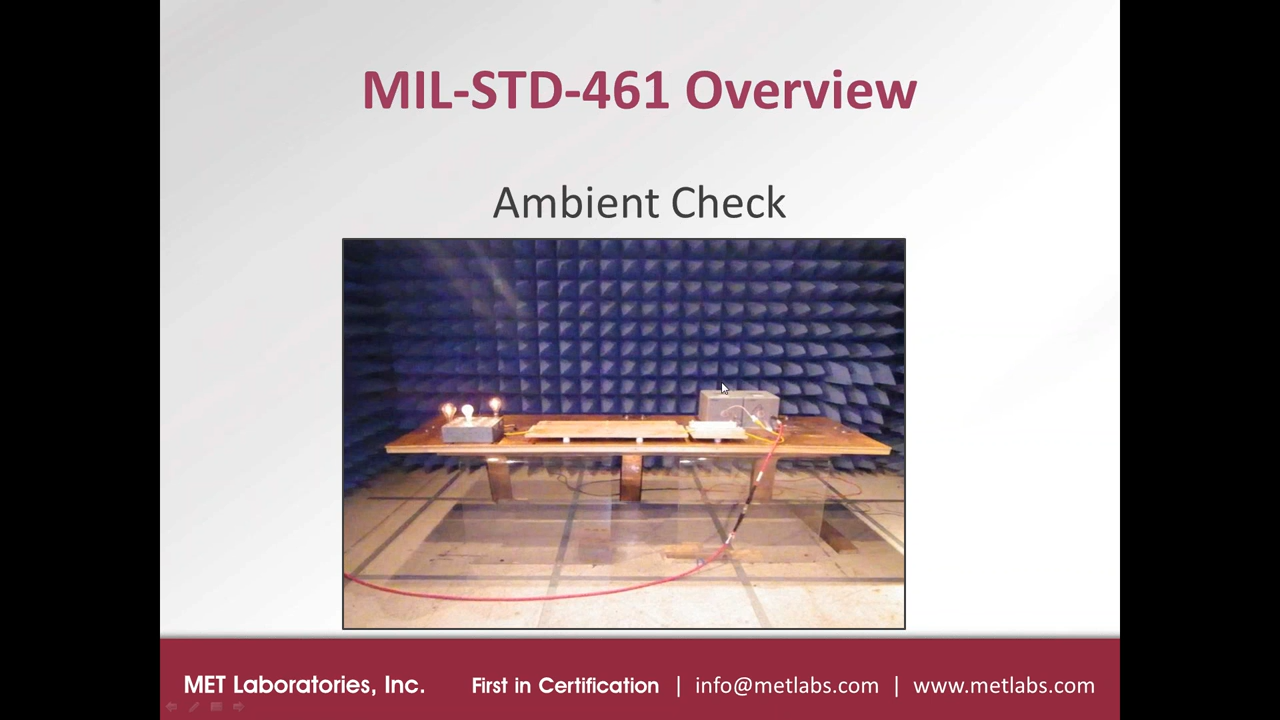 MIL-STD-461 Overview
Ambient Check
MET Laboratories, Inc. First in Certification | info@metlabs.com | www.metlabs.com